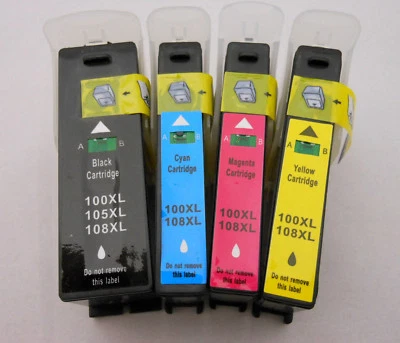 A B
Black
Cartridge
100XL
105XL
108XL
Do not remove
this label
A B
Cyan
Cartridge
100XL
108XL
Do not remove
this label
A B
Magenta
Cartridge
100XL
108XL
Do not remove
this label
A B
Yellow
Cartridge
100XL
108XL
Do not remove
this label